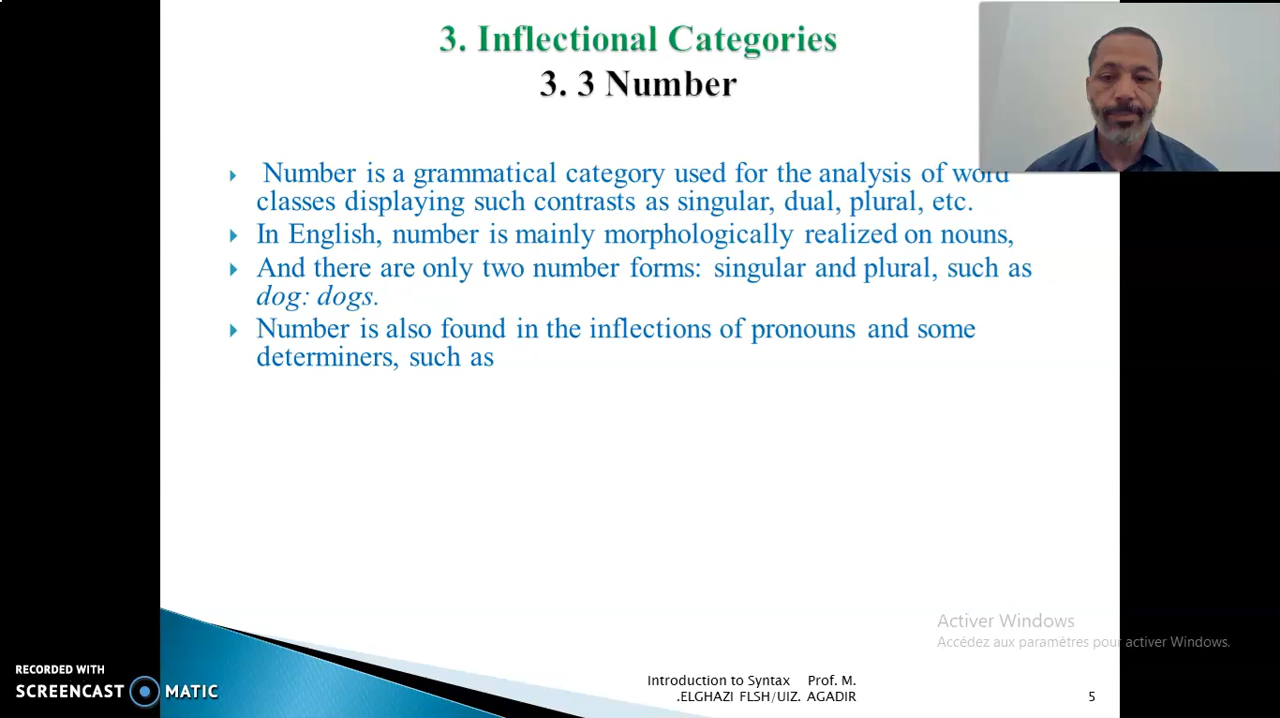 3. Inflectional Categories
3. 3 Number
Number is a grammatical category used for the analysis of word
classes displaying such contrasts as singular, dual, plural, etc.
In English, number is mainly morphologically realized on nouns,
And there are only two number forms: singular and plural, such as
dog: dogs.
Number is also found in the inflections of pronouns and some
determiners, such as
Activer Windows
Accédez aux paramètres pour activer Windows.
RECORDED WITH
SCREENCAST MATIC
Introduction to Syntax Prof. M.
.ELGHAZI FLSH/UIZ. AGADIR
5